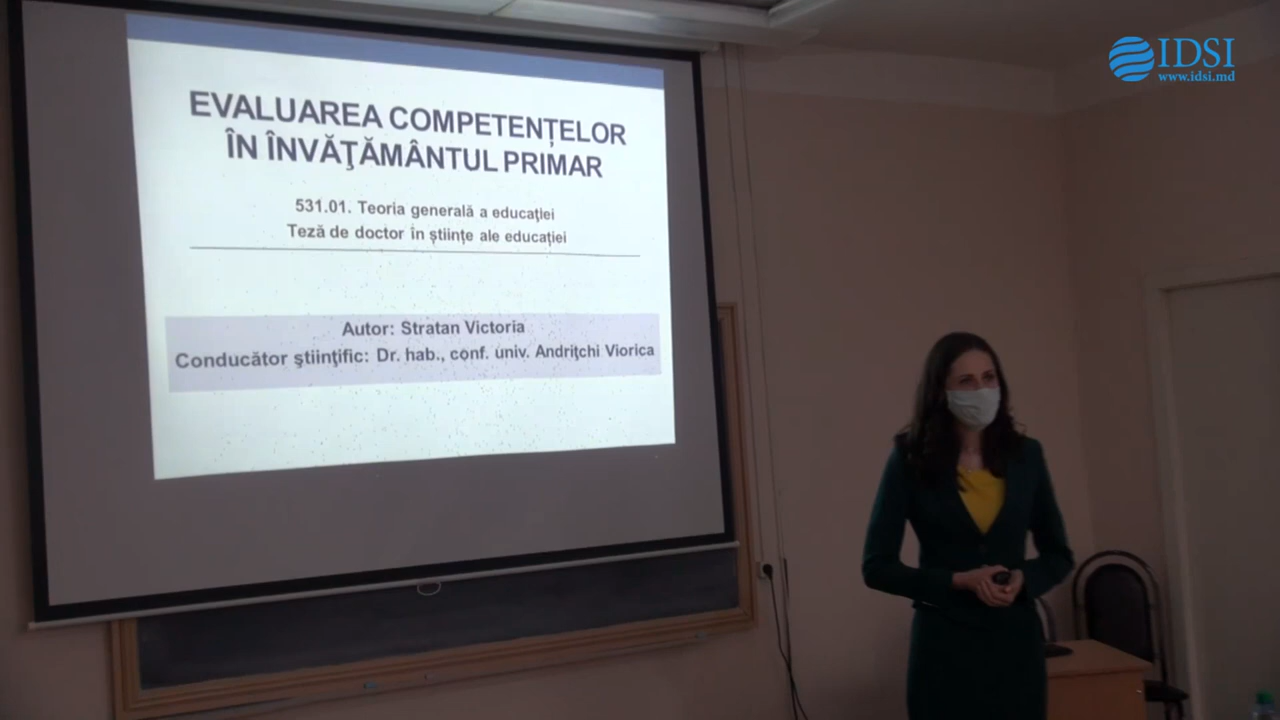 IDSI
www.idsi.md
EVALUAREA COMPETENȚELOR
ÎN ÎNVĂŢĂMÂNTUL PRIMAR
531.01. Teoria generală a educaţiei
Teză de doctor în științe ale educației
Autor: Stratan Victoria
Conducător ştiinţific: Dr. hab., conf. univ. Andriţchi Viorica